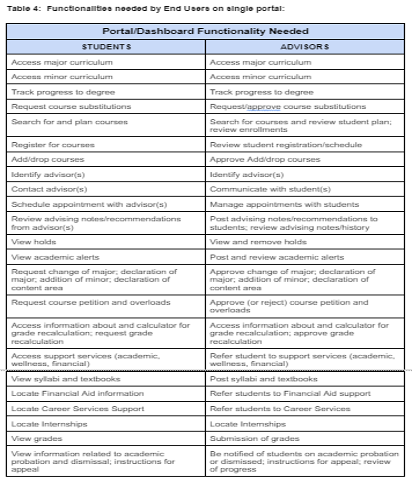 Table 4: Functionalities needed by End Users on single portal:
Portal/Dashboard Functionality Needed
STUDENTS ADVISORS
Access major curriculum Access major curriculum
Access minor curriculum Access minor curriculum
Track progress to degree Track progress to degree
Request course substitutions Request/approve course substitutions
Search for and plan courses Search for courses and review student plan;
review enrollments
Register for courses Review student registration/schedule
Add/drop courses Approve Add/drop courses
Identify advisor(s) Identify advisor(s)
Contact advisor(s) Communicate with student(s)
Schedule appointment with advisor(s) Manage appointments with students
Review advising notes/recommendations Post advising notes/recommendations to
from advisor(s) students; review advising notes/history
View holds View and remove holds
View academic alerts Post and review academic alerts
Request change of major; declaration of Approve change of major; declaration of
major; addition of minor; declaration of major; addition of minor; declaration of
content area content area
Request course petition and overloads Approve (or reject) course petition and
overloads
Access information about and calculator for Access information about and calculator for
grade recalculation; request grade grade recalculation; approve grade
recalculation recalculation
Access support services (academic, Refer student to support services (academic,
wellness, financial) wellness, financial)
View syllabi and textbooks Post syllabi and textbooks
Locate Financial Aid information Refer students to Financial Aid support
Locate Career Services Support Refer students to Career Services
Locate Internships Locate Internships
View grades Submission of grades
View information related to academic Be notified of students on academic probation
probation and dismissal; instructions for or dismissed; instructions for appeal; review
appeal of progress